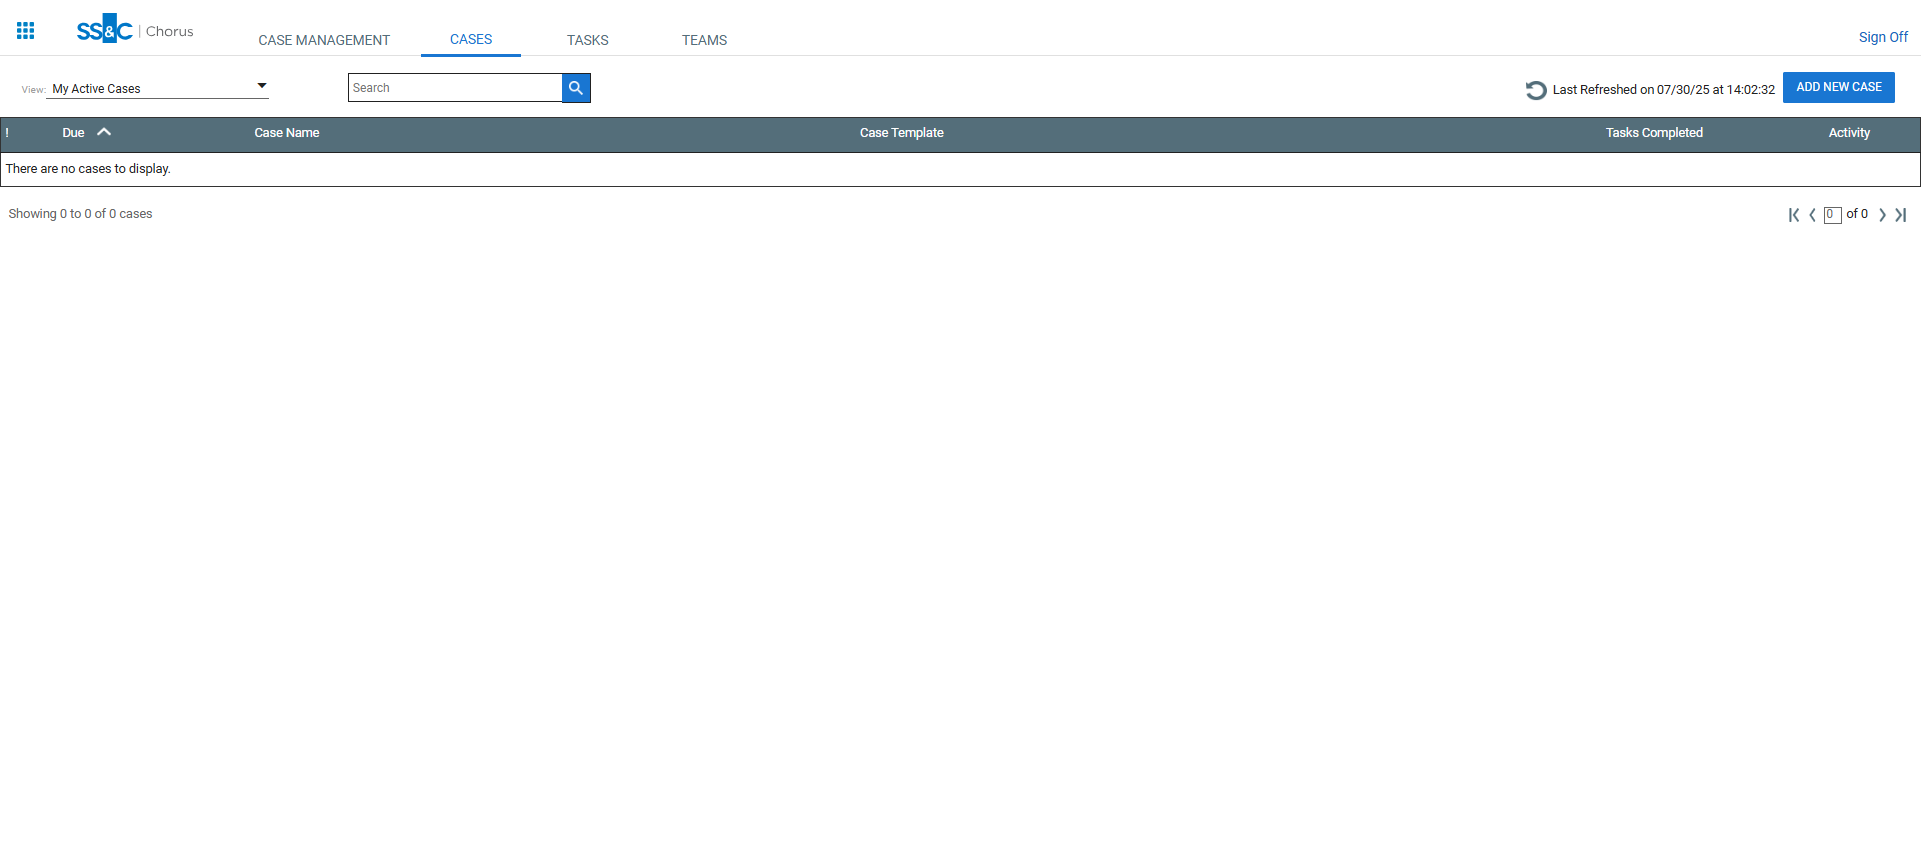 SS&C | Chorus
CASE MANAGEMENT CASES TASKS TEAMS
Sign Off
View: My Active Cases
Search
Last Refreshed on 07/30/25 at 14:02:32
ADD NEW CASE
! Due Case Name Case Template Tasks Completed Activity
There are no cases to display.
Showing 0 to 0 of 0 cases
0 of 0